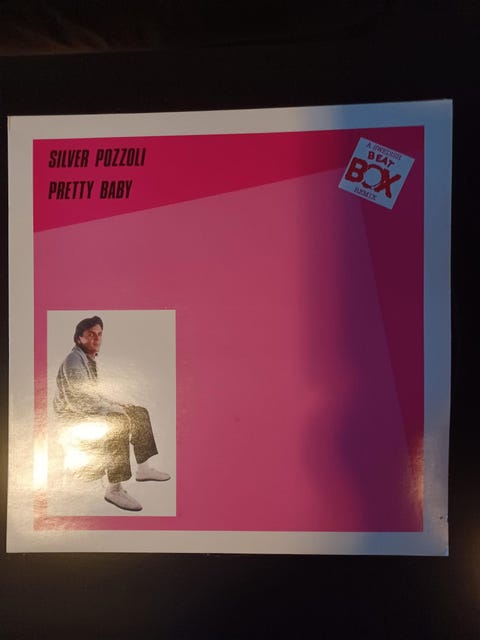 SILVER POZZOLI
PRETTY BABY
A SWEDISH
BEAT
BOX
REMIX